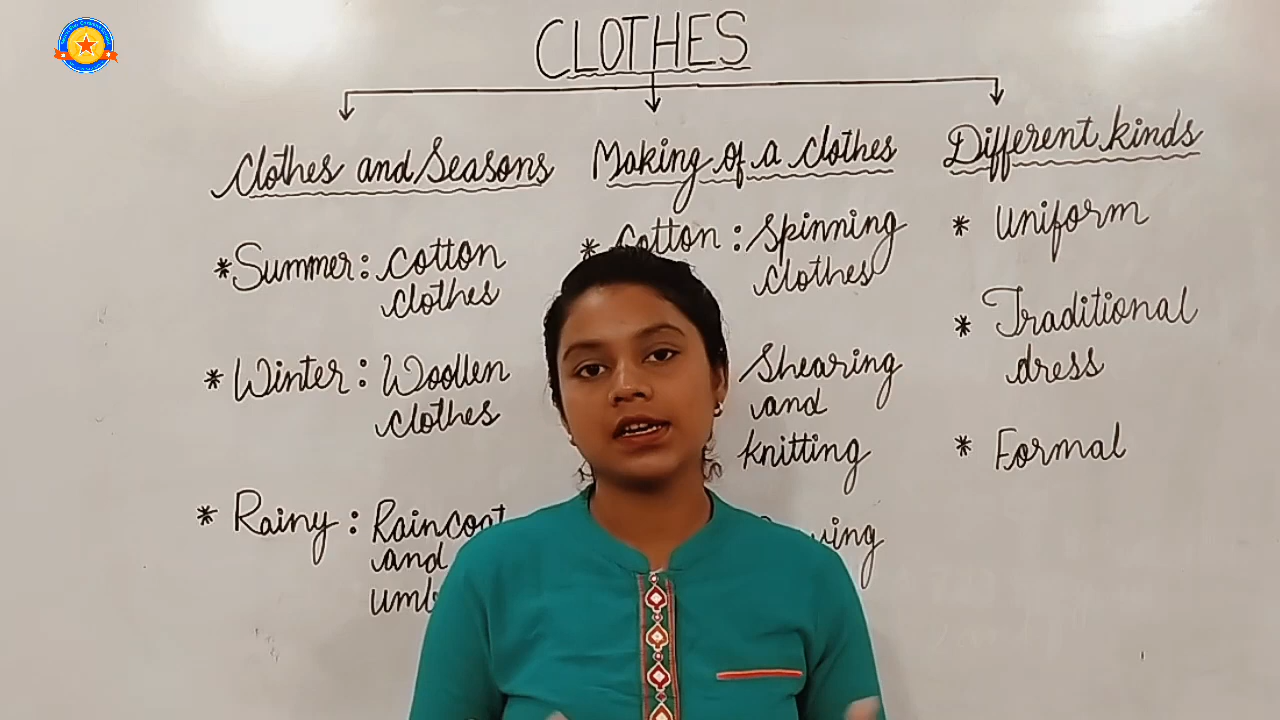 CLOTHES
Clothes and Seasons
*Summer: Cotton
clothes
*Winter: Woollen
clothes
* Rainy: Raincoat
and
Making of a clothes
* Cotton: Spinning
clothes
Shearing
and
knitting
Different kinds
* Uniform
* Traditional
dress
* Formal